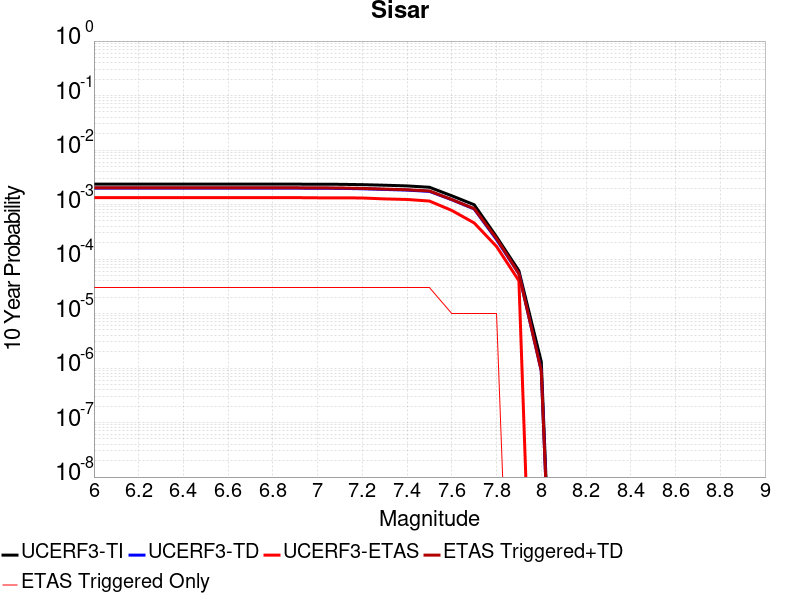 Sisar
10 0
10 -1
10 -2
10 -3
10 -4
10 -5
10 -6
10 -7
10 -8
10 Year Probability
6 6.2 6.4 6.6 6.8 7 7.2 7.4 7.6 7.8 8 8.2 8.4 8.6 8.8 9
Magnitude
UCERF3-TI UCERF3-TD UCERF3-ETAS ETAS Triggered+TD
ETAS Triggered Only